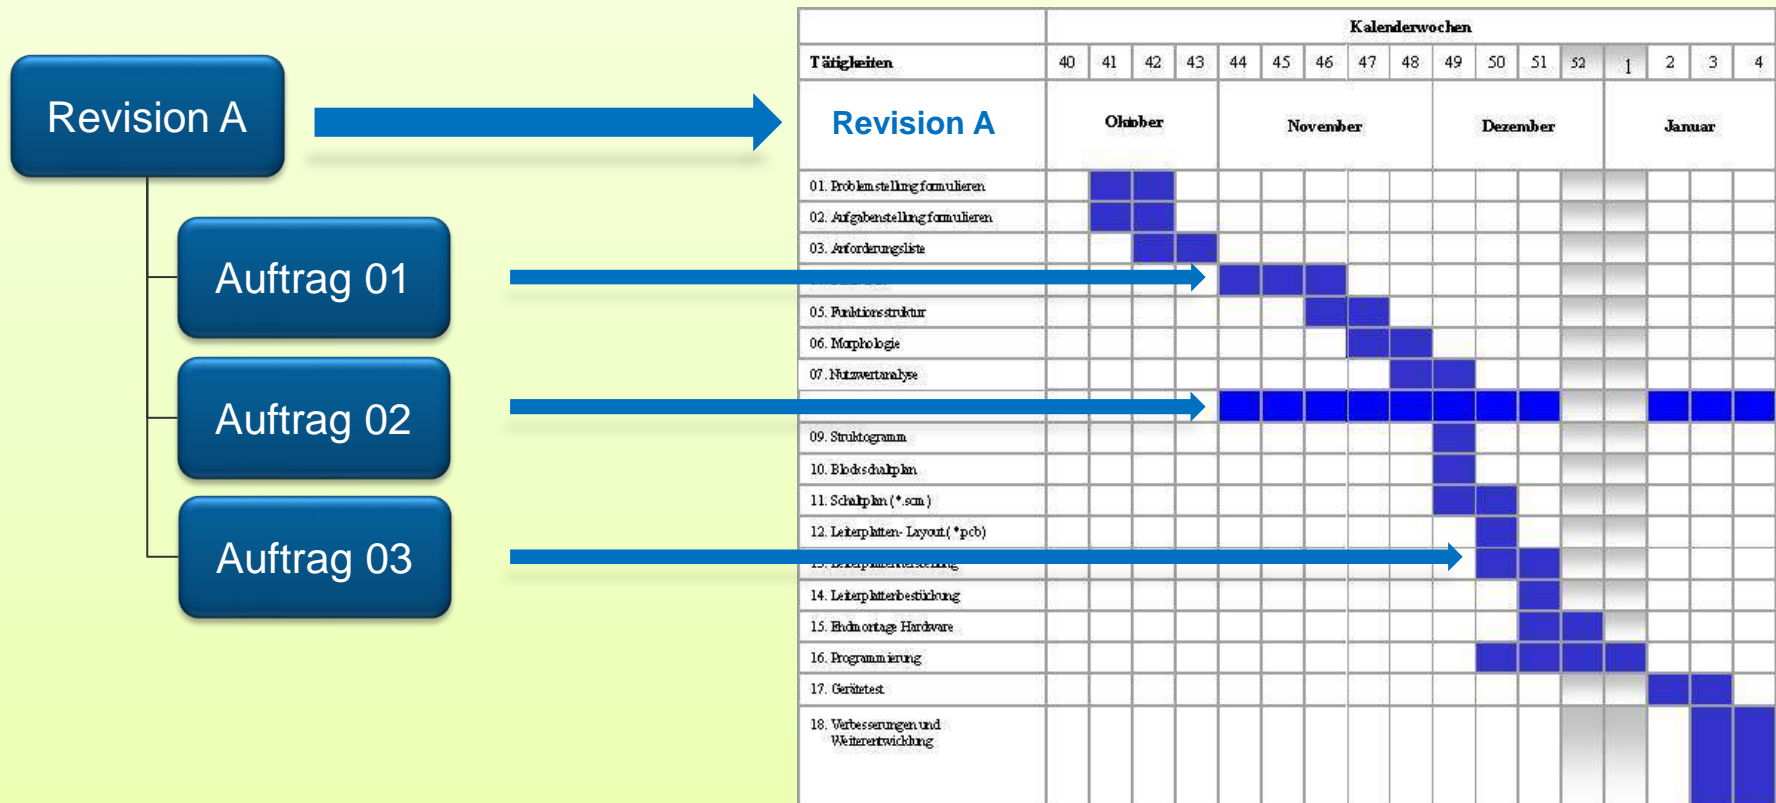 Revision A
Auftrag 01
Auftrag 02
Auftrag 03
Kalenderwochen
Tätigkeiten 40 41 42 43 44 45 46 47 48 49 50 51 52 1 2 3 4
Revision A Oktober November Dezember Januar
01. Problemstellung formulieren
02. Aufgabenstellung formulieren
03. Anforderungsliste
05. Funktionsstruktur
06. Morphologie
07. Nutzwertanalyse
09. Struktogramm
10. Blockschaltplan
11. Schaltplan (*.scm)
12. Leiterplatten- Layout ( *pcb)
13. Leiterplattenherstellung
14. Leiterplattenbestückung
15. Endmontage Hardware
16. Programmierung
17. Gerätetest
18. Verbesserungen und
Weiterentwicklung